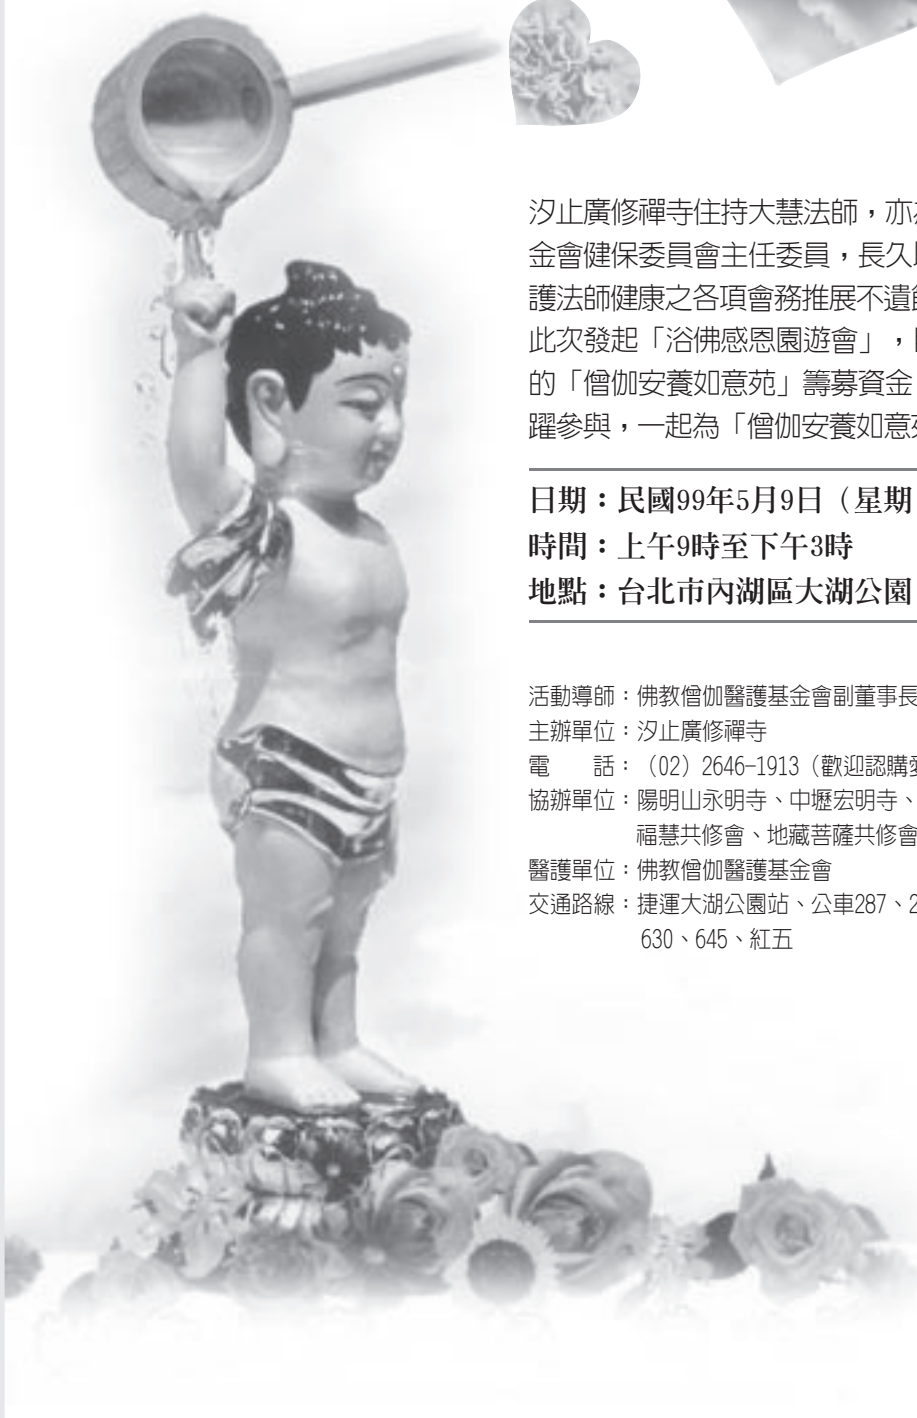 汐止廣修禪寺住持大慧法師，亦
金會健保委員會主任委員，長久
護法師健康之各項會務推展不遺
此次發起「浴佛感恩園遊會」，
的「僧伽安養如意苑」籌募資金
躍參與，一起為「僧伽安養如意
日期：民國99年5月9日（星期
時間：上午9時至下午3時
地點：台北市內湖區大湖公園
活動導師：佛教僧伽醫護基金會副董事長
主辦單位：汐止廣修禪寺
電　　話：（02）2646-1913（歡迎認購
協辦單位：陽明山永明寺、中壢宏明寺、
福慧共修會、地藏菩薩共修會
醫護單位：佛教僧伽醫護基金會
交通路線：捷運大湖公園站、公車287、2
630、645、紅五